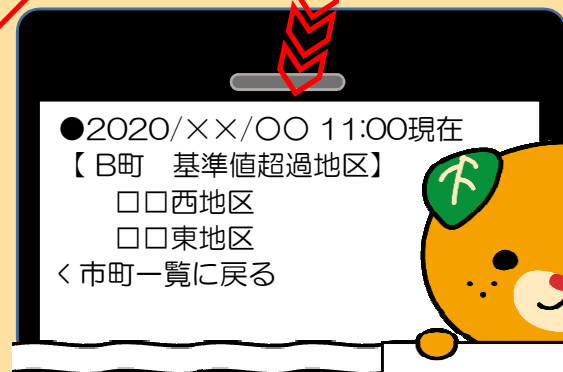 ●2020/××/〇〇 11:00現在
【 B町　基準値超過地区】
□□西地区
□□東地区
< 市町一覧に戻る